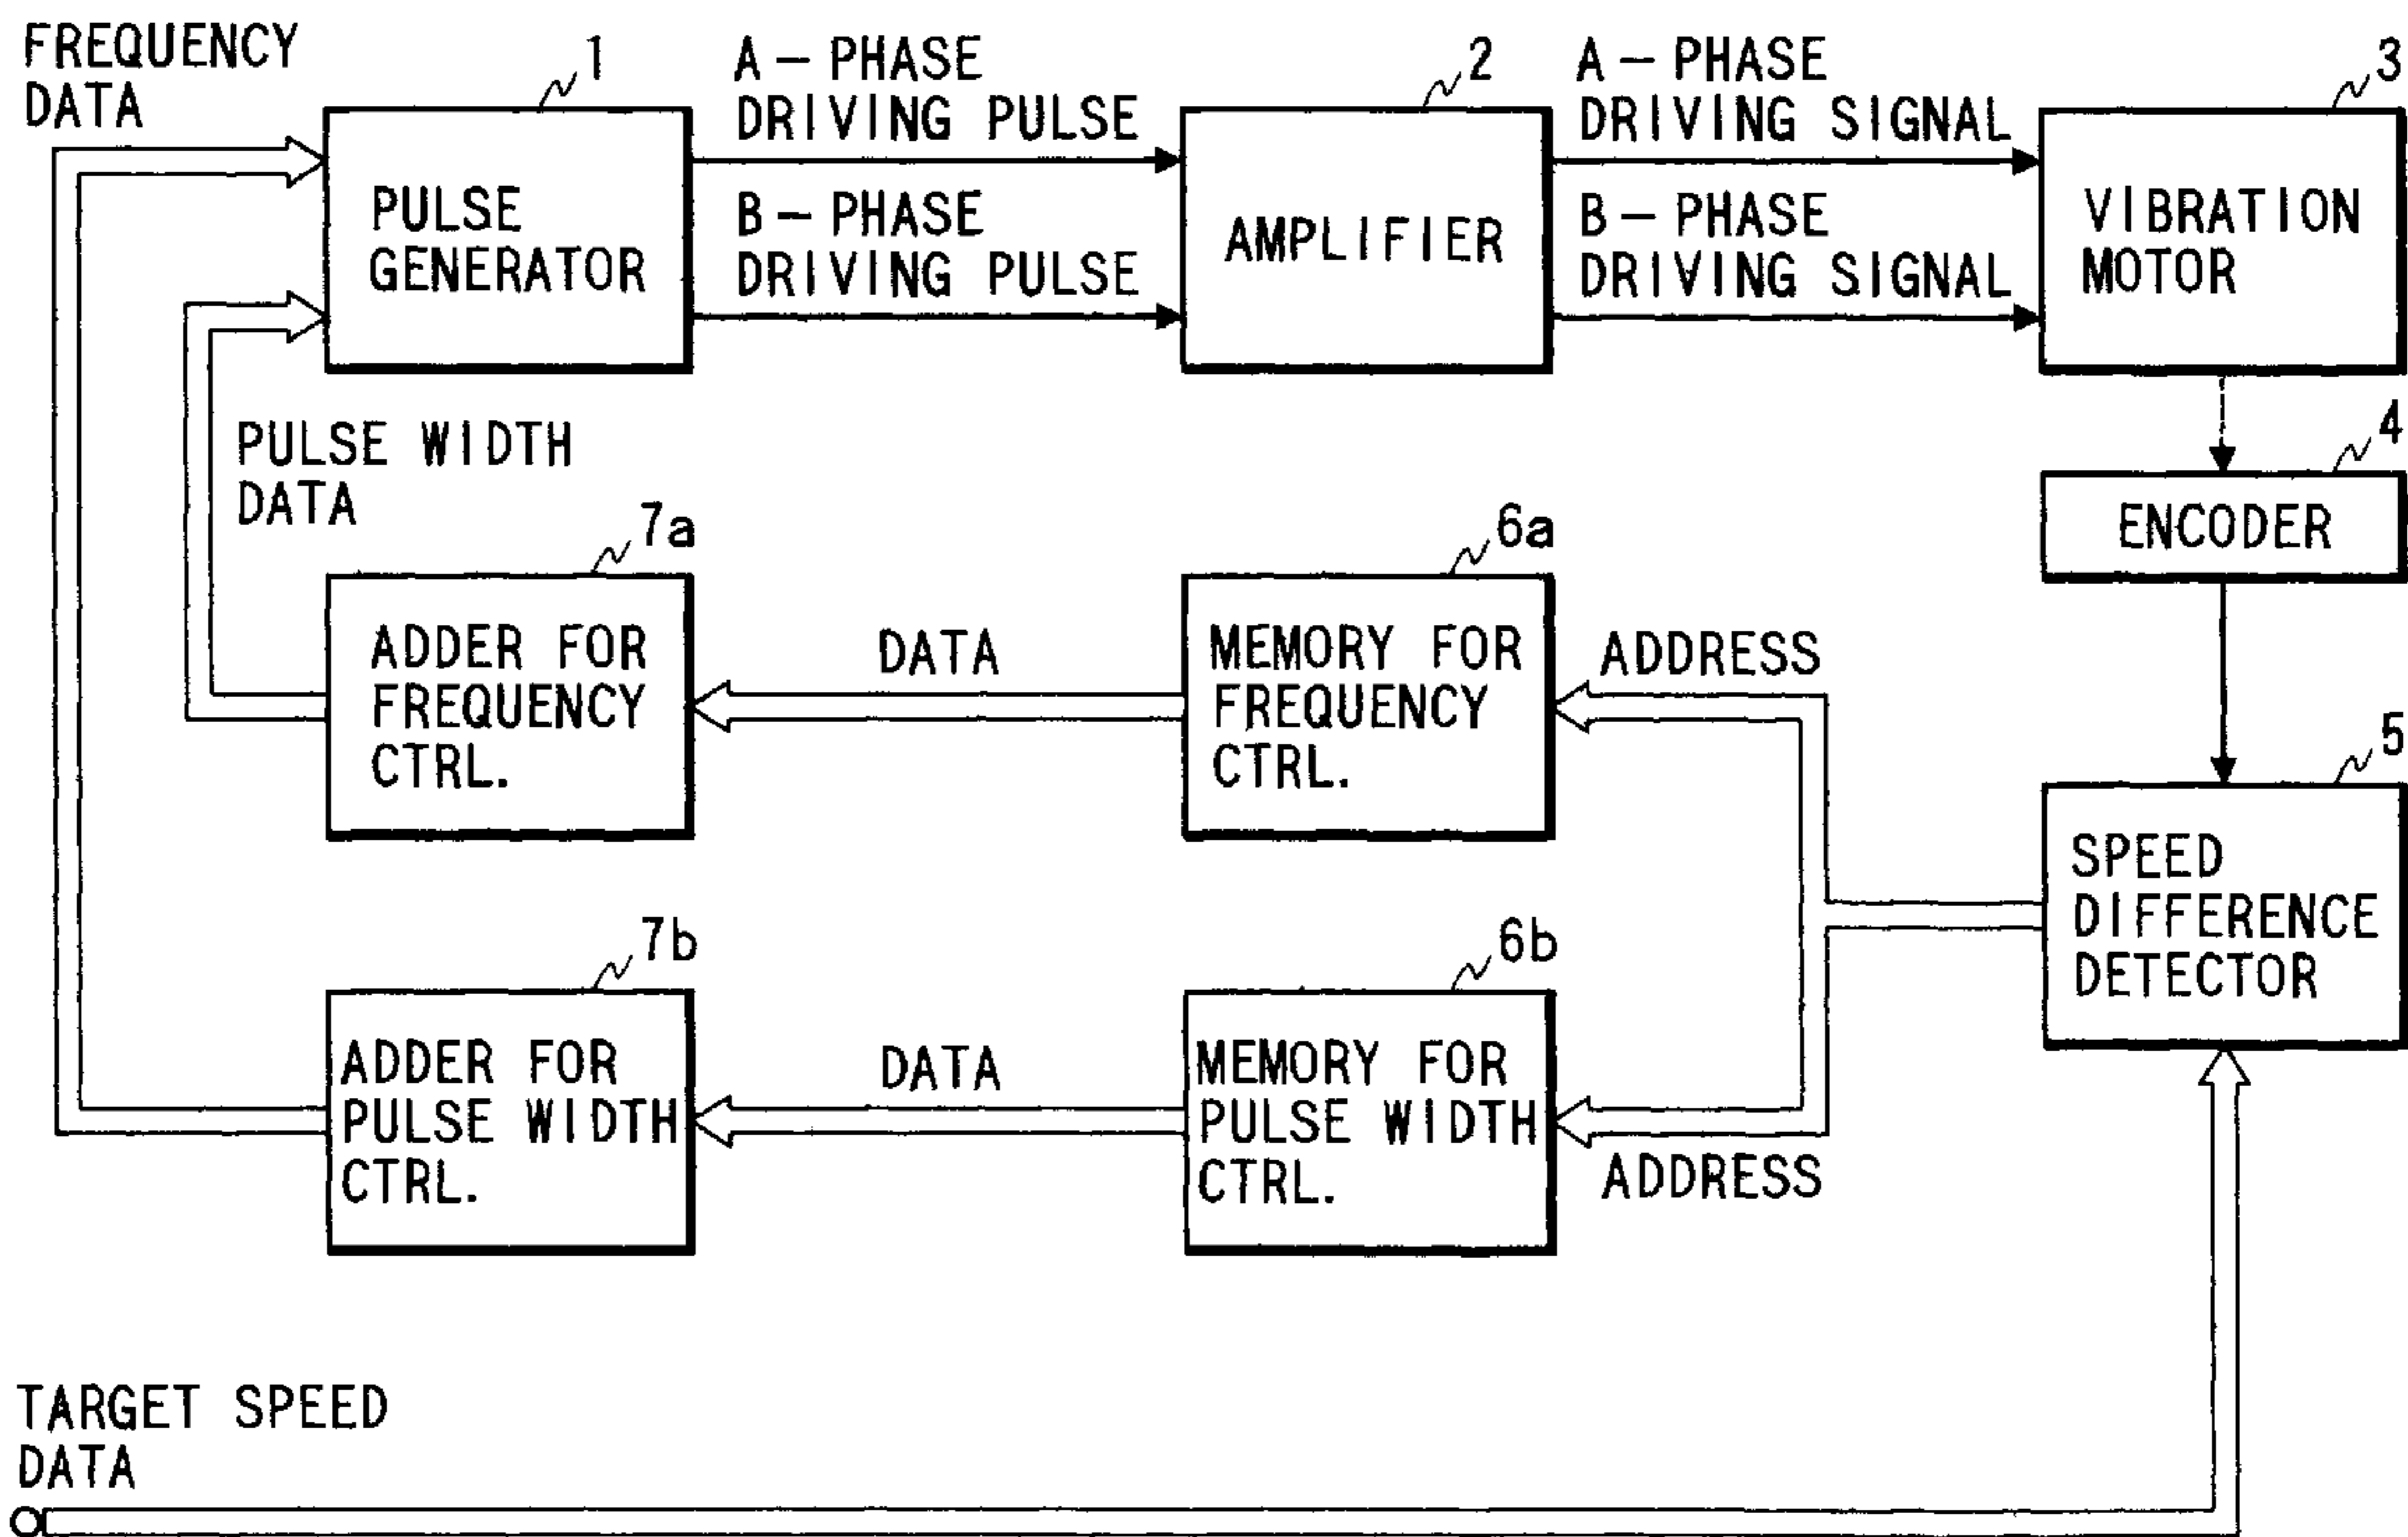 FREQUENCY
DATA
1
A – PHASE
DRIVING PULSE
2
A – PHASE
DRIVING SIGNAL
3
PULSE
GENERATOR
B – PHASE
DRIVING PULSE
AMPLIFIER
B – PHASE
DRIVING SIGNAL
VIBRATION
MOTOR
PULSE WIDTH
DATA
4
ENCODER
7a
ADDER FOR
FREQUENCY
CTRL.
DATA
6a
MEMORY FOR
FREQUENCY
CTRL.
ADDRESS
5
SPEED
DIFFERENCE
DETECTOR
7b
ADDER FOR
PULSE WIDTH
CTRL.
DATA
6b
MEMORY FOR
PULSE WIDTH
CTRL.
ADDRESS
TARGET SPEED
DATA